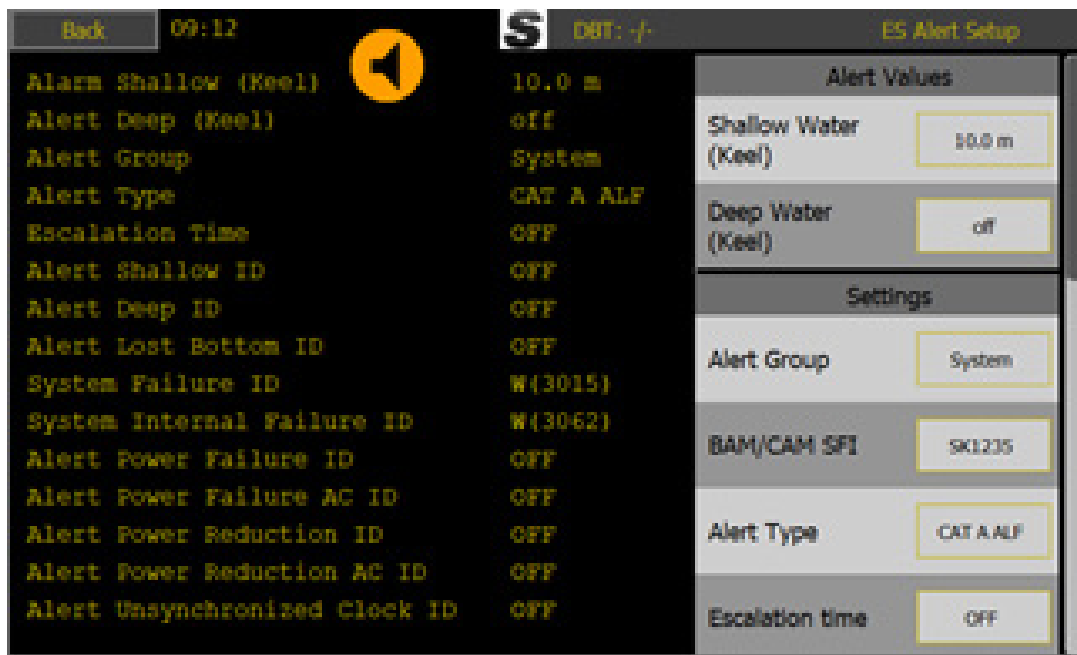 Back 09:12 S DBT: -/- ES Alert Setup
Alarm Shallow (Keel) 10.0 m
Alert Deep (Keel) off
Alert Group System
Alert Type CAT A ALF
Escalation Time OFF
Alert Shallow ID OFF
Alert Deep ID OFF
Alert Lost Bottom ID OFF
System Failure ID W(3015)
System Internal Failure ID W(3062)
Alert Power Failure ID OFF
Alert Power Failure AC ID OFF
Alert Power Reduction ID OFF
Alert Power Reduction AC ID OFF
Alert Unsynchronized Clock ID OFF
Alert Values
Shallow Water
(Keel) 10.0 m
Deep Water
(Keel) off
Settings
Alert Group System
BAM/CAM SFI SK1235
Alert Type CAT A ALF
Escalation time OFF